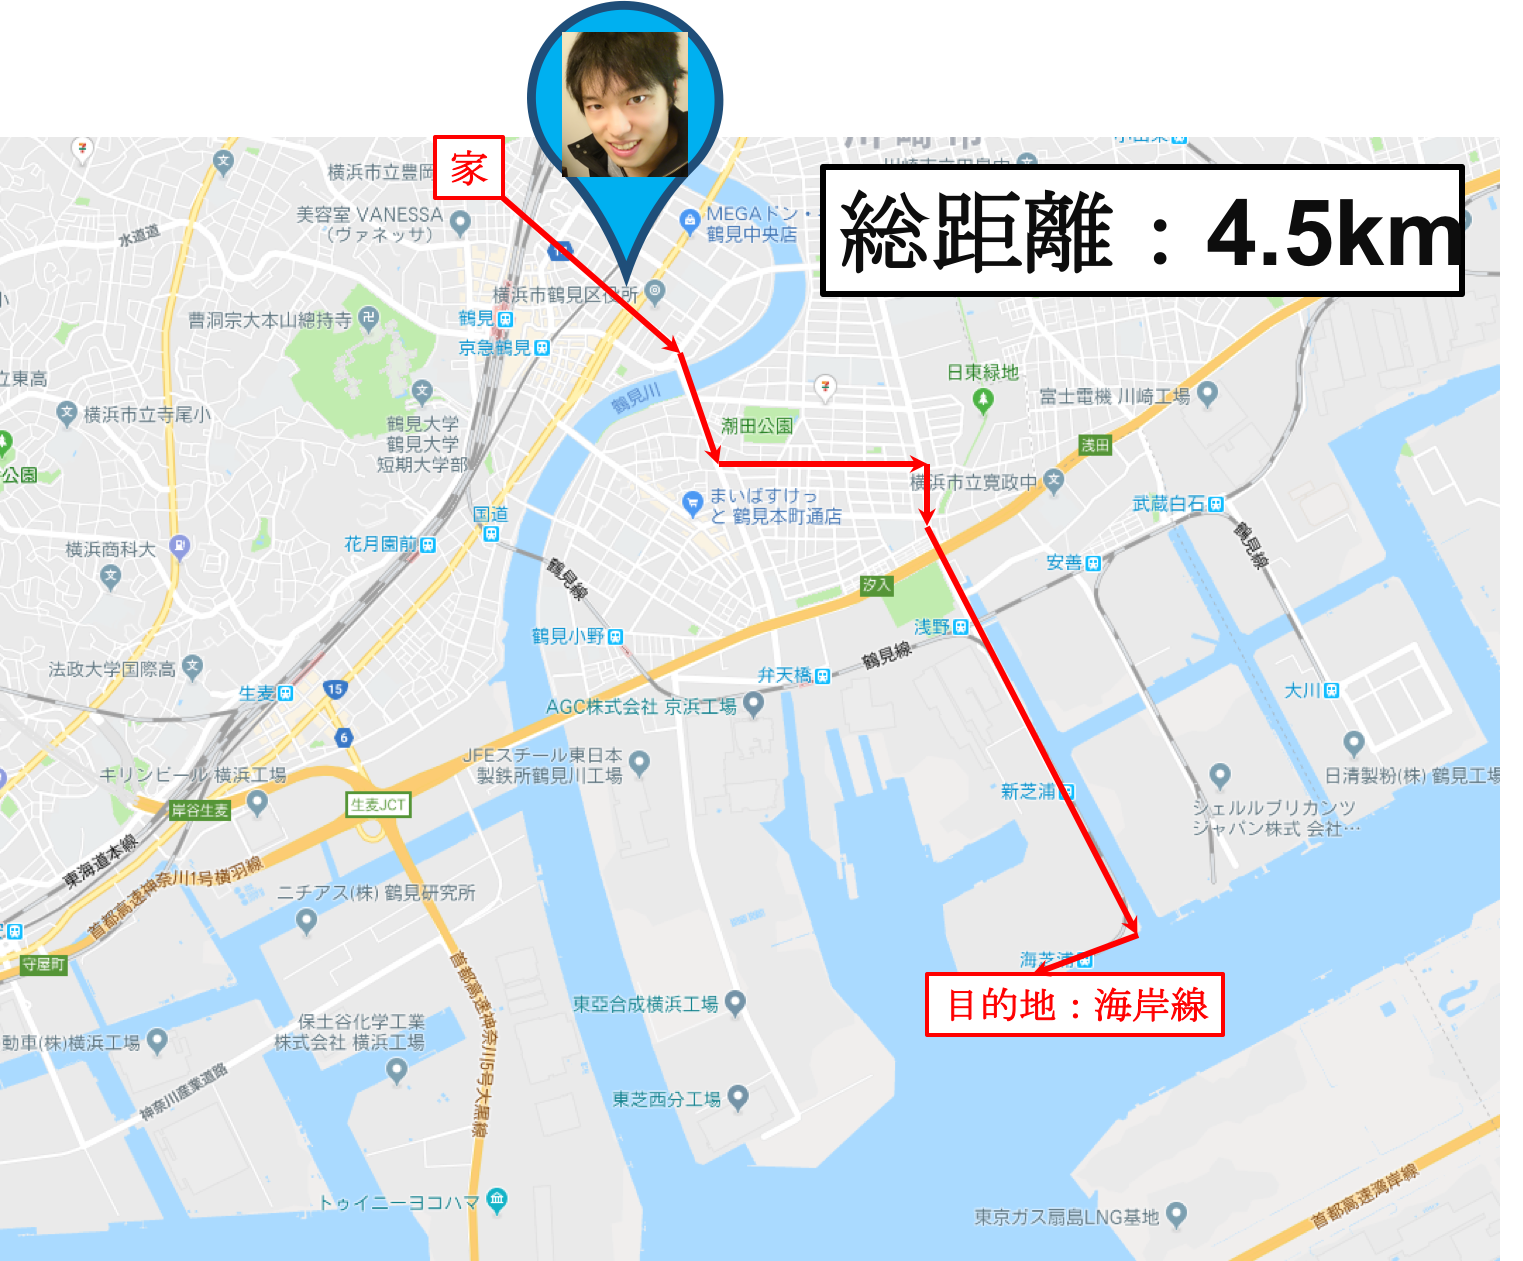 家
総距離：4.5km
横浜市立豊岡
美容室 VANESSA
（ヴァネッサ）
水道道
MEGAドン・
鶴見中央店
横浜市鶴見区役所
曹洞宗大本山總持寺
鶴見
京急鶴見
立東高
横浜市立寺尾小
公園
鶴見大学
鶴見大学
短期大学部
鶴見川
潮田公園
日東緑地
富士電機 川崎工場
浅田
横浜市立寛政中
まいばすけっ
と 鶴見本町通店
武蔵白石
鶴見線
国道
花月園前
横浜商科大
鶴見線
安善
汐入
浅野
鶴見小野
鶴見線
弁天橋
法政大学国際高
生麦
15
6
大川
AGC株式会社 京浜工場
JFEスチール東日本
製鉄所鶴見川工場
キリンビール 横浜工場
岸谷生麦
生麦JCT
新芝浦
日清製粉(株) 鶴見工場
シェルルブリカンツ
ジャパン株式 会社…
東海道本線
首都高速神奈川1号横羽線
ニチアス(株) 鶴見研究所
守屋町
海芝浦
目的地：海岸線
首都高速神奈川5号大黒線
東亞合成横浜工場
保土谷化学工業
株式会社 横浜工場
動車(株)横浜工場
神奈川産業道路
東芝西分工場
トゥイニーヨコハマ
東京ガス扇島LNG基地
首都高速湾岸線